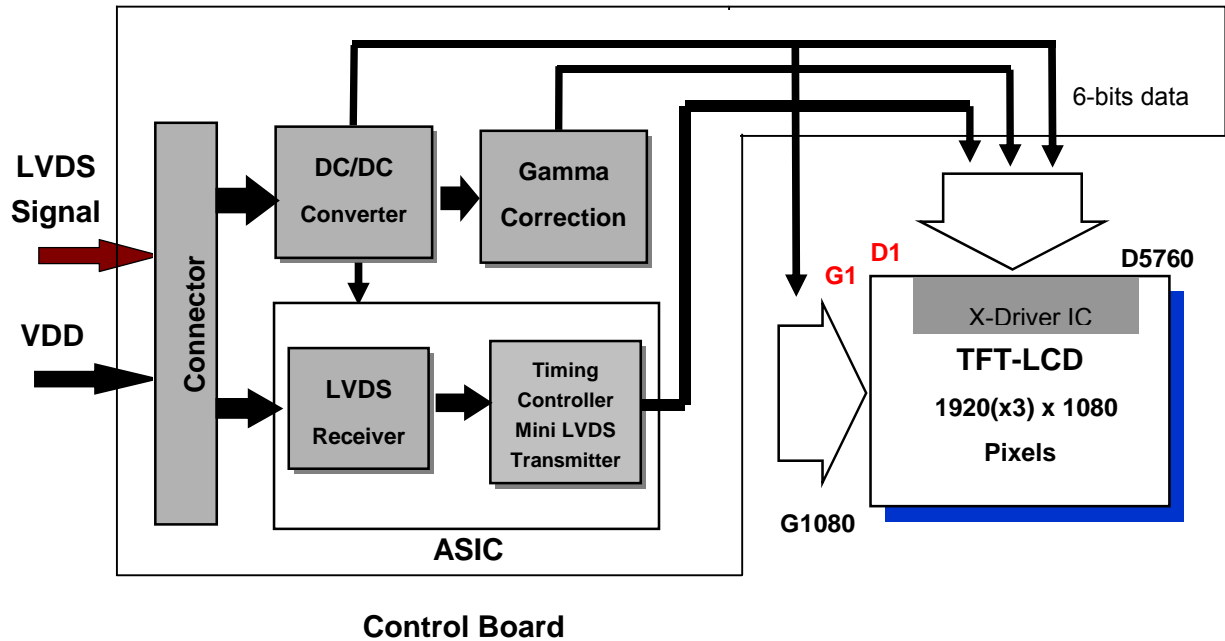 6-bits data
LVDS
Signal
VDD
Connector
DC/DC
Converter
Gamma
Correction
LVDS
Receiver
Timing
Controller
Mini LVDS
Transmitter
ASIC
D1
G1
D5760
X-Driver IC
TFT-LCD
1920(x3) x 1080
Pixels
G1080
Control Board